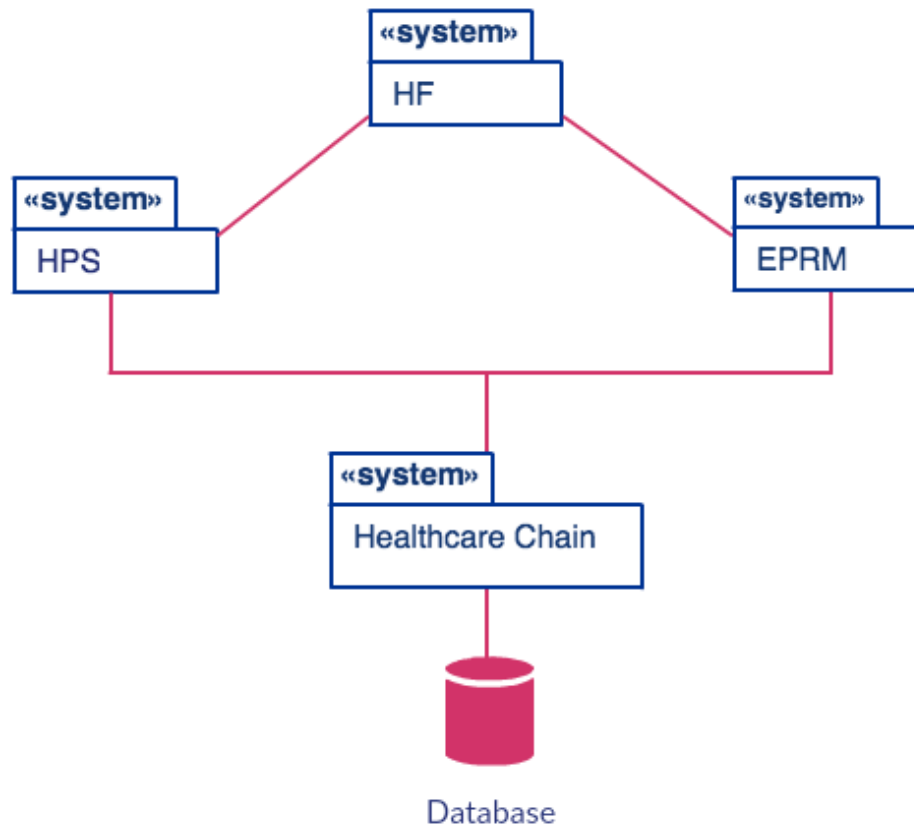 «system»
HF
«system»
HPS
«system»
EPRM
«system»
Healthcare Chain
Database